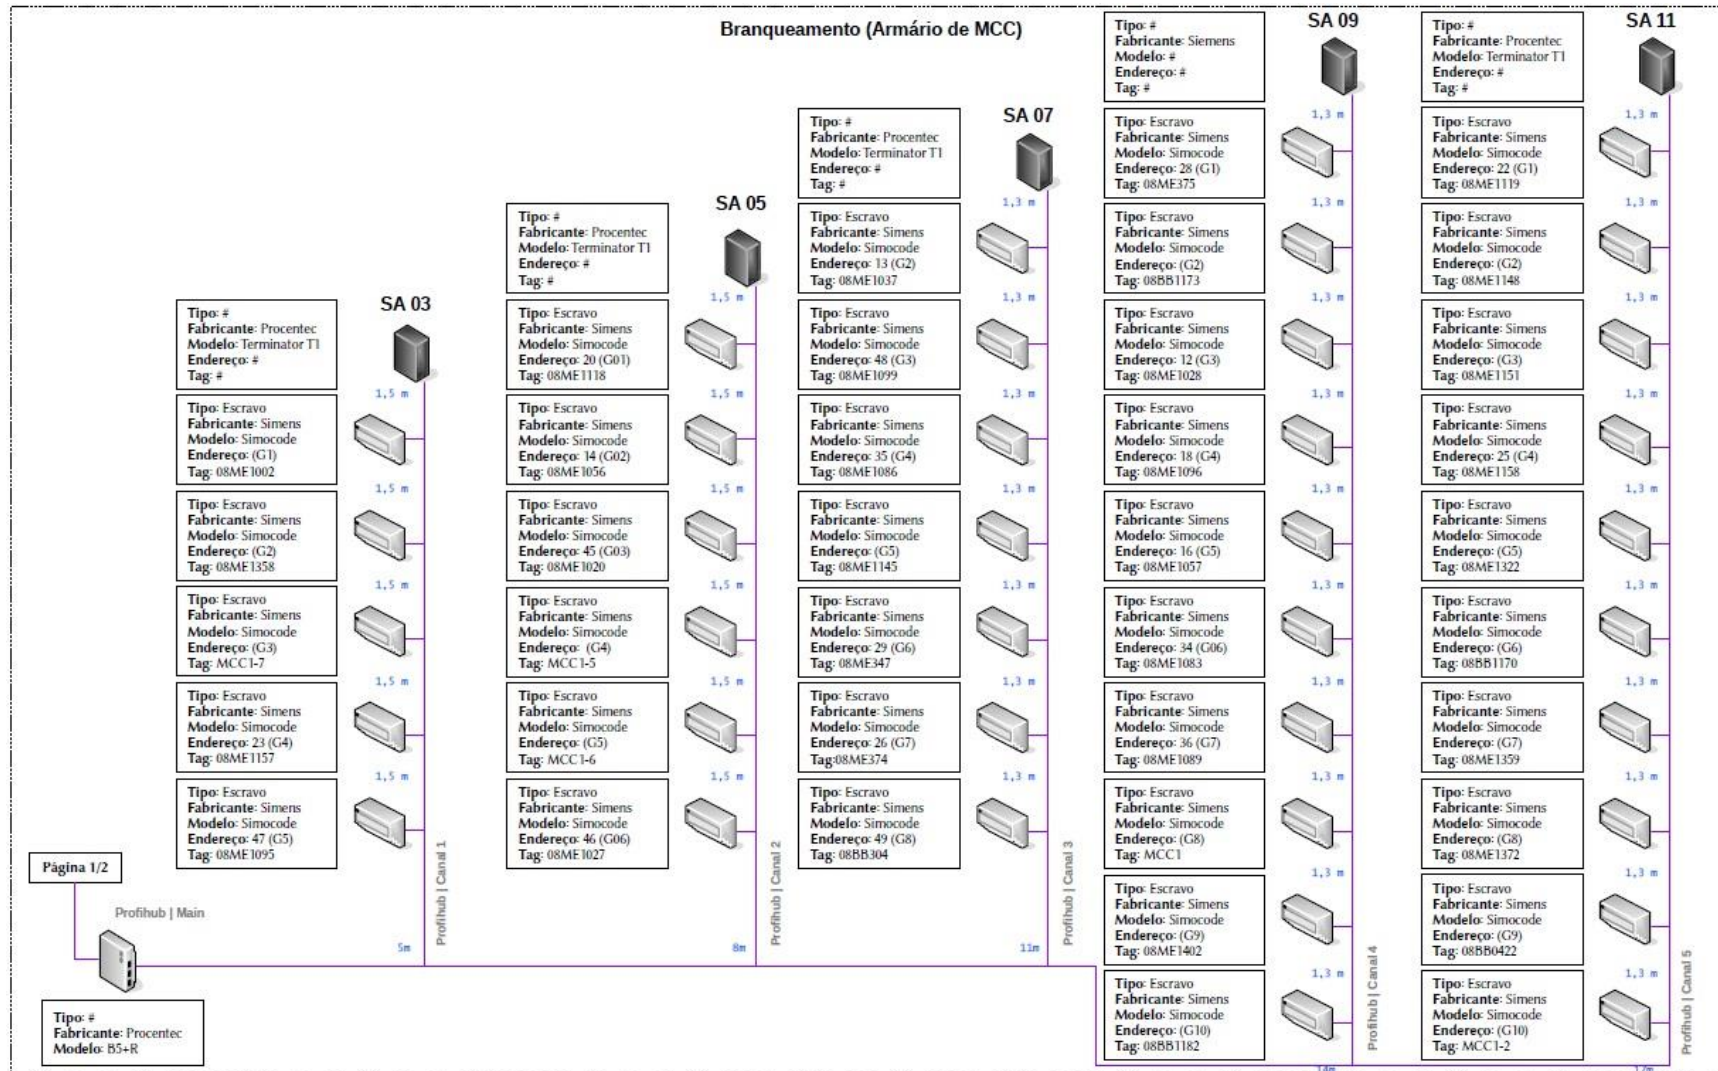 Branqueamento (Armário de MCC)
SA 03
Tipo: #
Fabricante: Procentec
Modelo: Terminator T1
Endereço: #
Tag: #
1,5 m
Tipo: Escravo
Fabricante: Simens
Modelo: Simocode
Endereço: (G1)
Tag: 08ME1002
1,5 m
Tipo: Escravo
Fabricante: Simens
Modelo: Simocode
Endereço: (G2)
Tag: 08ME1358
1,5 m
Tipo: Escravo
Fabricante: Simens
Modelo: Simocode
Endereço: (G3)
Tag: MCC1-7
1,5 m
Tipo: Escravo
Fabricante: Simens
Modelo: Simocode
Endereço: 23 (G4)
Tag: 08ME1157
1,5 m
Tipo: Escravo
Fabricante: Simens
Modelo: Simocode
Endereço: 47 (G5)
Tag: 08ME1095
Profihub | Canal 1
5m
SA 05
Tipo: #
Fabricante: Procentec
Modelo: Terminator T1
Endereço: #
Tag: #
1,5 m
Tipo: Escravo
Fabricante: Simens
Modelo: Simocode
Endereço: 20 (G01)
Tag: 08ME1118
1,5 m
Tipo: Escravo
Fabricante: Simens
Modelo: Simocode
Endereço: 14 (G02)
Tag: 08ME1056
1,5 m
Tipo: Escravo
Fabricante: Simens
Modelo: Simocode
Endereço: 45 (G03)
Tag: 08ME1020
1,5 m
Tipo: Escravo
Fabricante: Simens
Modelo: Simocode
Endereço: (G4)
Tag: MCC1-5
1,5 m
Tipo: Escravo
Fabricante: Simens
Modelo: Simocode
Endereço: (G5)
Tag: MCC1-6
1,5 m
Tipo: Escravo
Fabricante: Simens
Modelo: Simocode
Endereço: 46 (G06)
Tag: 08ME1027
Profihub | Canal 2
8m
SA 07
Tipo: #
Fabricante: Procentec
Modelo: Terminator T1
Endereço: #
Tag: #
1,3 m
Tipo: Escravo
Fabricante: Simens
Modelo: Simocode
Endereço: 13 (G2)
Tag: 08ME1037
1,3 m
Tipo: Escravo
Fabricante: Simens
Modelo: Simocode
Endereço: 48 (G3)
Tag: 08ME1099
1,3 m
Tipo: Escravo
Fabricante: Simens
Modelo: Simocode
Endereço: 35 (G4)
Tag: 08ME1086
1,3 m
Tipo: Escravo
Fabricante: Simens
Modelo: Simocode
Endereço: (G5)
Tag: 08ME1145
1,3 m
Tipo: Escravo
Fabricante: Simens
Modelo: Simocode
Endereço: 29 (G6)
Tag: 08ME347
1,3 m
Tipo: Escravo
Fabricante: Simens
Modelo: Simocode
Endereço: 26 (G7)
Tag:08ME374
1,3 m
Tipo: Escravo
Fabricante: Simens
Modelo: Simocode
Endereço: 49 (G8)
Tag: 08BB304
Profihub | Canal 3
11m
SA 09
Tipo: #
Fabricante: Siemens
Modelo: #
Endereço: #
Tag: #
1,3 m
Tipo: Escravo
Fabricante: Simens
Modelo: Simocode
Endereço: 28 (G1)
Tag: 08ME375
1,3 m
Tipo: Escravo
Fabricante: Simens
Modelo: Simocode
Endereço: (G2)
Tag: 08BB1173
1,3 m
Tipo: Escravo
Fabricante: Simens
Modelo: Simocode
Endereço: 12 (G3)
Tag: 08ME1028
1,3 m
Tipo: Escravo
Fabricante: Simens
Modelo: Simocode
Endereço: 18 (G4)
Tag: 08ME1096
1,3 m
Tipo: Escravo
Fabricante: Simens
Modelo: Simocode
Endereço: 16 (G5)
Tag: 08ME1057
1,3 m
Tipo: Escravo
Fabricante: Simens
Modelo: Simocode
Endereço: 34 (G06)
Tag: 08ME1083
1,3 m
Tipo: Escravo
Fabricante: Simens
Modelo: Simocode
Endereço: 36 (G7)
Tag: 08ME1089
1,3 m
Tipo: Escravo
Fabricante: Simens
Modelo: Simocode
Endereço: (G8)
Tag: MCC1
1,3 m
Tipo: Escravo
Fabricante: Simens
Modelo: Simocode
Endereço: (G9)
Tag: 08ME1402
1,3 m
Tipo: Escravo
Fabricante: Simens
Modelo: Simocode
Endereço: (G10)
Tag: 08BB1182
Profihub | Canal 4
14m
SA 11
Tipo: #
Fabricante: Procentec
Modelo: Terminator T1
Endereço: #
Tag: #
1,3 m
Tipo: Escravo
Fabricante: Simens
Modelo: Simocode
Endereço: 22 (G1)
Tag: 08ME1119
1,3 m
Tipo: Escravo
Fabricante: Simens
Modelo: Simocode
Endereço: (G2)
Tag: 08ME1148
1,3 m
Tipo: Escravo
Fabricante: Simens
Modelo: Simocode
Endereço: (G3)
Tag: 08ME1151
1,3 m
Tipo: Escravo
Fabricante: Simens
Modelo: Simocode
Endereço: 25 (G4)
Tag: 08ME1158
1,3 m
Tipo: Escravo
Fabricante: Simens
Modelo: Simocode
Endereço: (G5)
Tag: 08ME1322
1,3 m
Tipo: Escravo
Fabricante: Simens
Modelo: Simocode
Endereço: (G6)
Tag: 08BB1170
1,3 m
Tipo: Escravo
Fabricante: Simens
Modelo: Simocode
Endereço: (G7)
Tag: 08ME1359
1,3 m
Tipo: Escravo
Fabricante: Simens
Modelo: Simocode
Endereço: (G8)
Tag: 08ME1372
1,3 m
Tipo: Escravo
Fabricante: Simens
Modelo: Simocode
Endereço: (G9)
Tag: 08BB0422
1,3 m
Tipo: Escravo
Fabricante: Simens
Modelo: Simocode
Endereço: (G10)
Tag: MCC1-2
Profihub | Canal 5
17m
Página 1/2
Profihub | Main
Tipo: #
Fabricante: Procentec
Modelo: B5+R